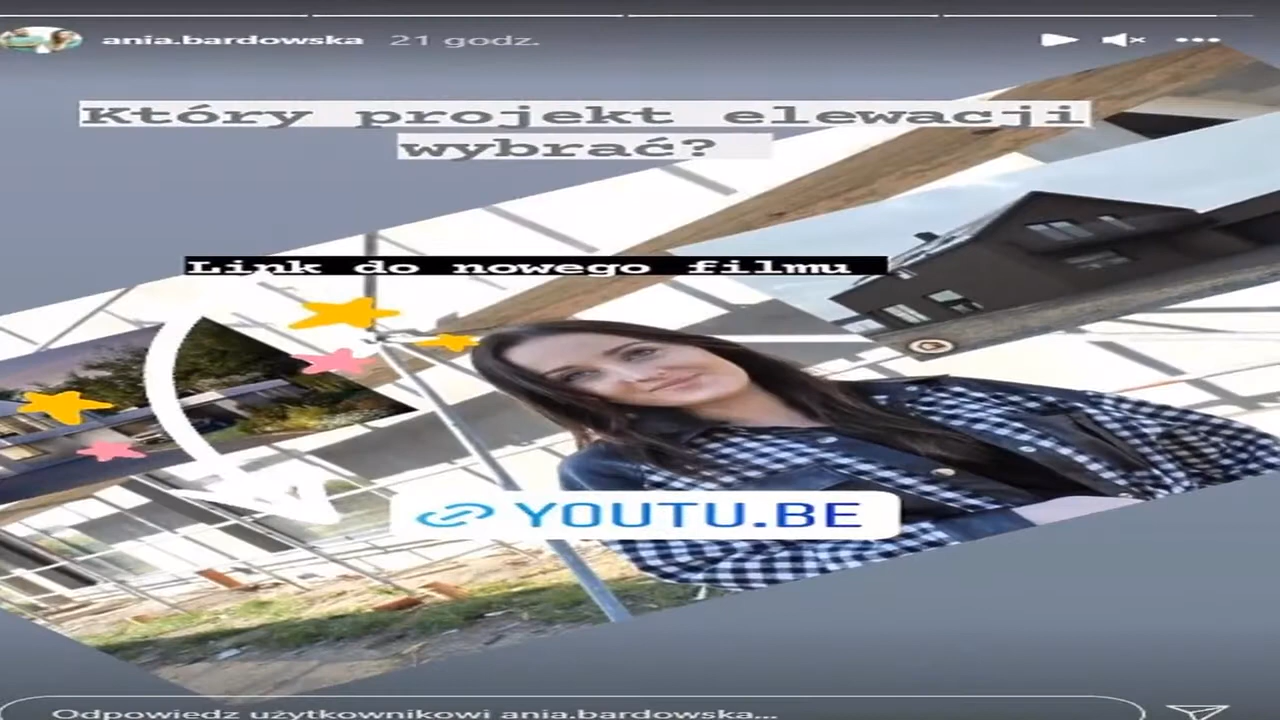 ania.bardowska 21 godz.
Który projekt elewacji
wybrać?
Link do nowego filmu
YOUTU.BE
Odpowiedz użytkownikowi ania.bardowska...